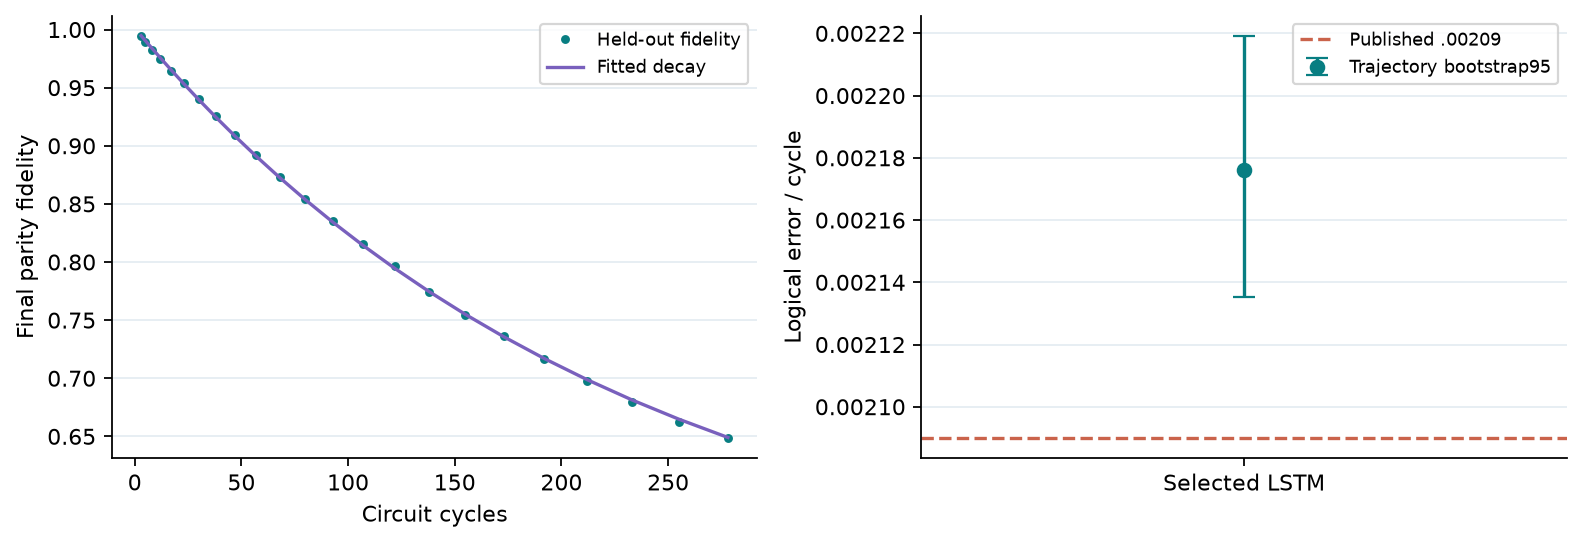 1.00
0.95
0.90
0.85
0.80
0.75
0.70
0.65
Final parity fidelity
Held-out fidelity
Fitted decay
0 50 100 150 200 250
Circuit cycles
0.00222
0.00220
0.00218
0.00216
0.00214
0.00212
0.00210
Logical error / cycle
Published .00209
Trajectory bootstrap95
Selected LSTM